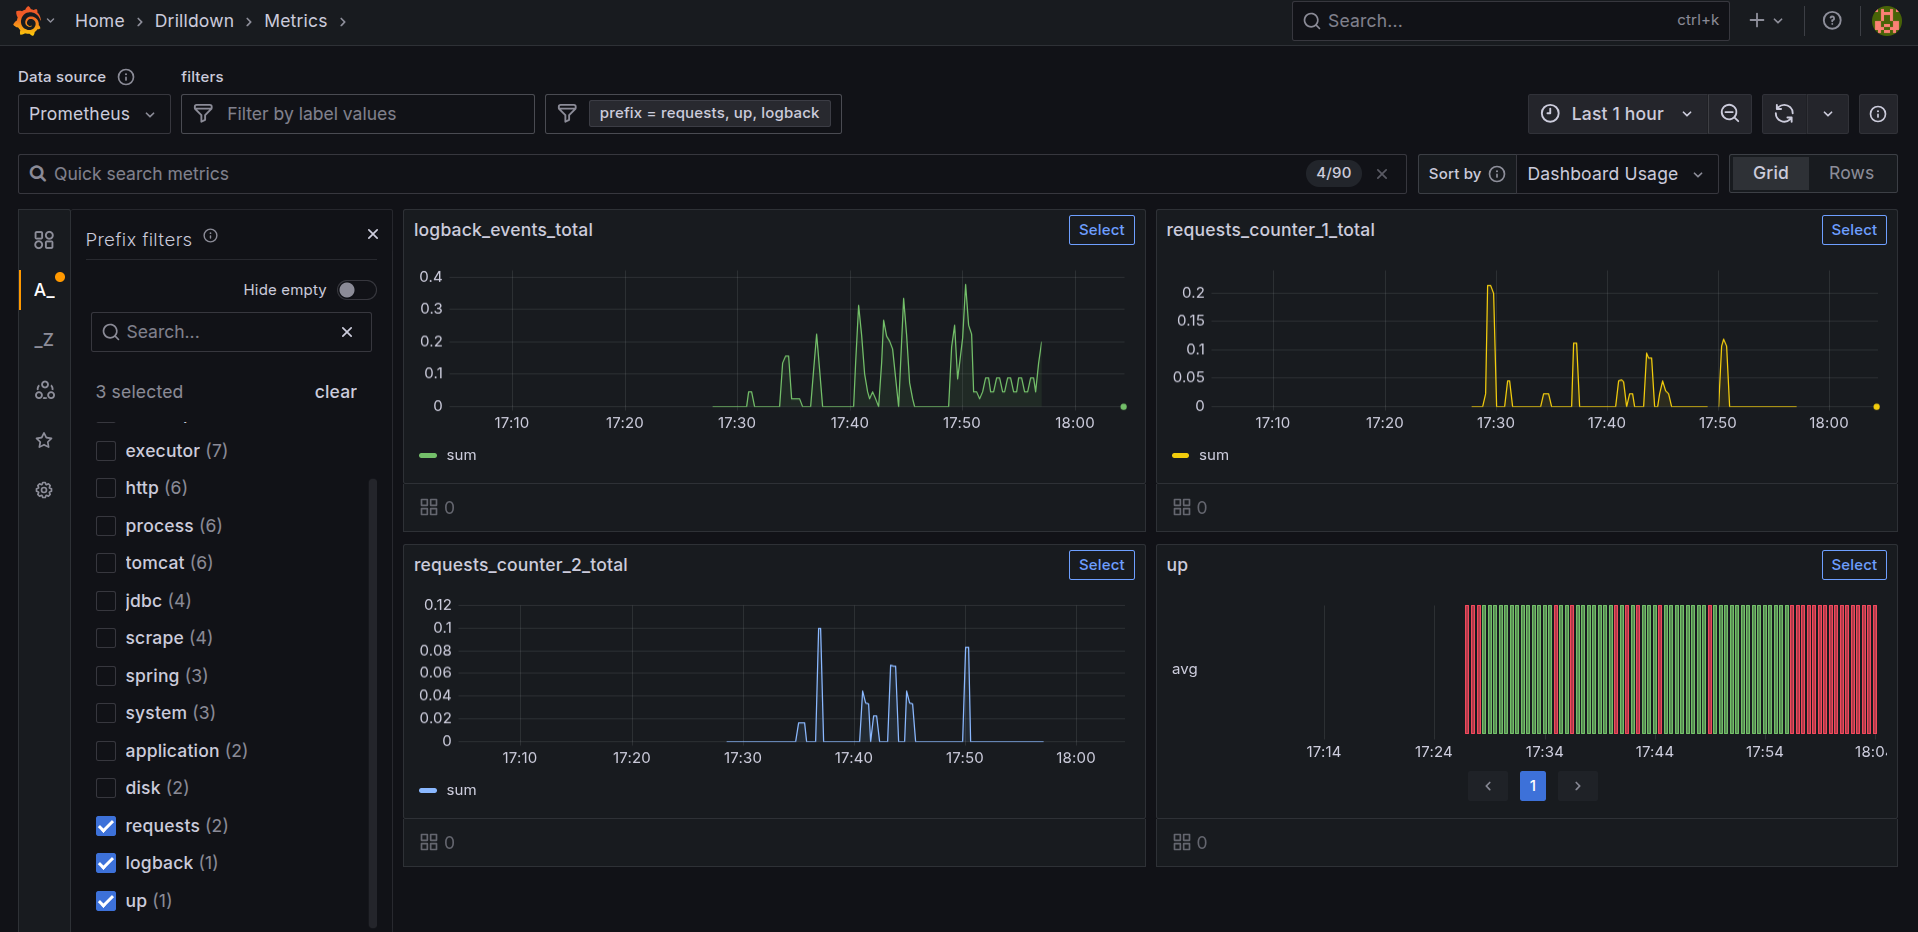 Home › Drilldown › Metrics ›
Search... ctrl+k
Data source filters
Prometheus Filter by label values prefix = requests, up, logback
Last 1 hour
Quick search metrics 4/90
Sort by Dashboard Usage Grid Rows
A_
_Z
Prefix filters
Hide empty
Search...
3 selected clear
executor (7)
http (6)
process (6)
tomcat (6)
jdbc (4)
scrape (4)
spring (3)
system (3)
application (2)
disk (2)
requests (2)
logback (1)
up (1)
logback_events_total Select
0.4
0.3
0.2
0.1
0
17:10 17:20 17:30 17:40 17:50 18:00
sum
0
requests_counter_1_total Select
0.2
0.15
0.1
0.05
0
17:10 17:20 17:30 17:40 17:50 18:00
sum
0
requests_counter_2_total Select
0.12
0.1
0.08
0.06
0.04
0.02
0
17:10 17:20 17:30 17:40 17:50 18:00
sum
0
up Select
avg
17:14 17:24 17:34 17:44 17:54
1
0